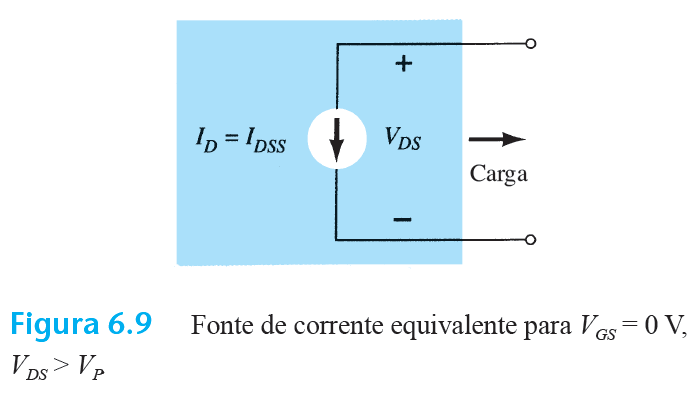 +
I_D = I_DSS
V_DS
Carga
−
Figura 6.9 Fonte de corrente equivalente para V_GS = 0 V,
V_DS > V_P